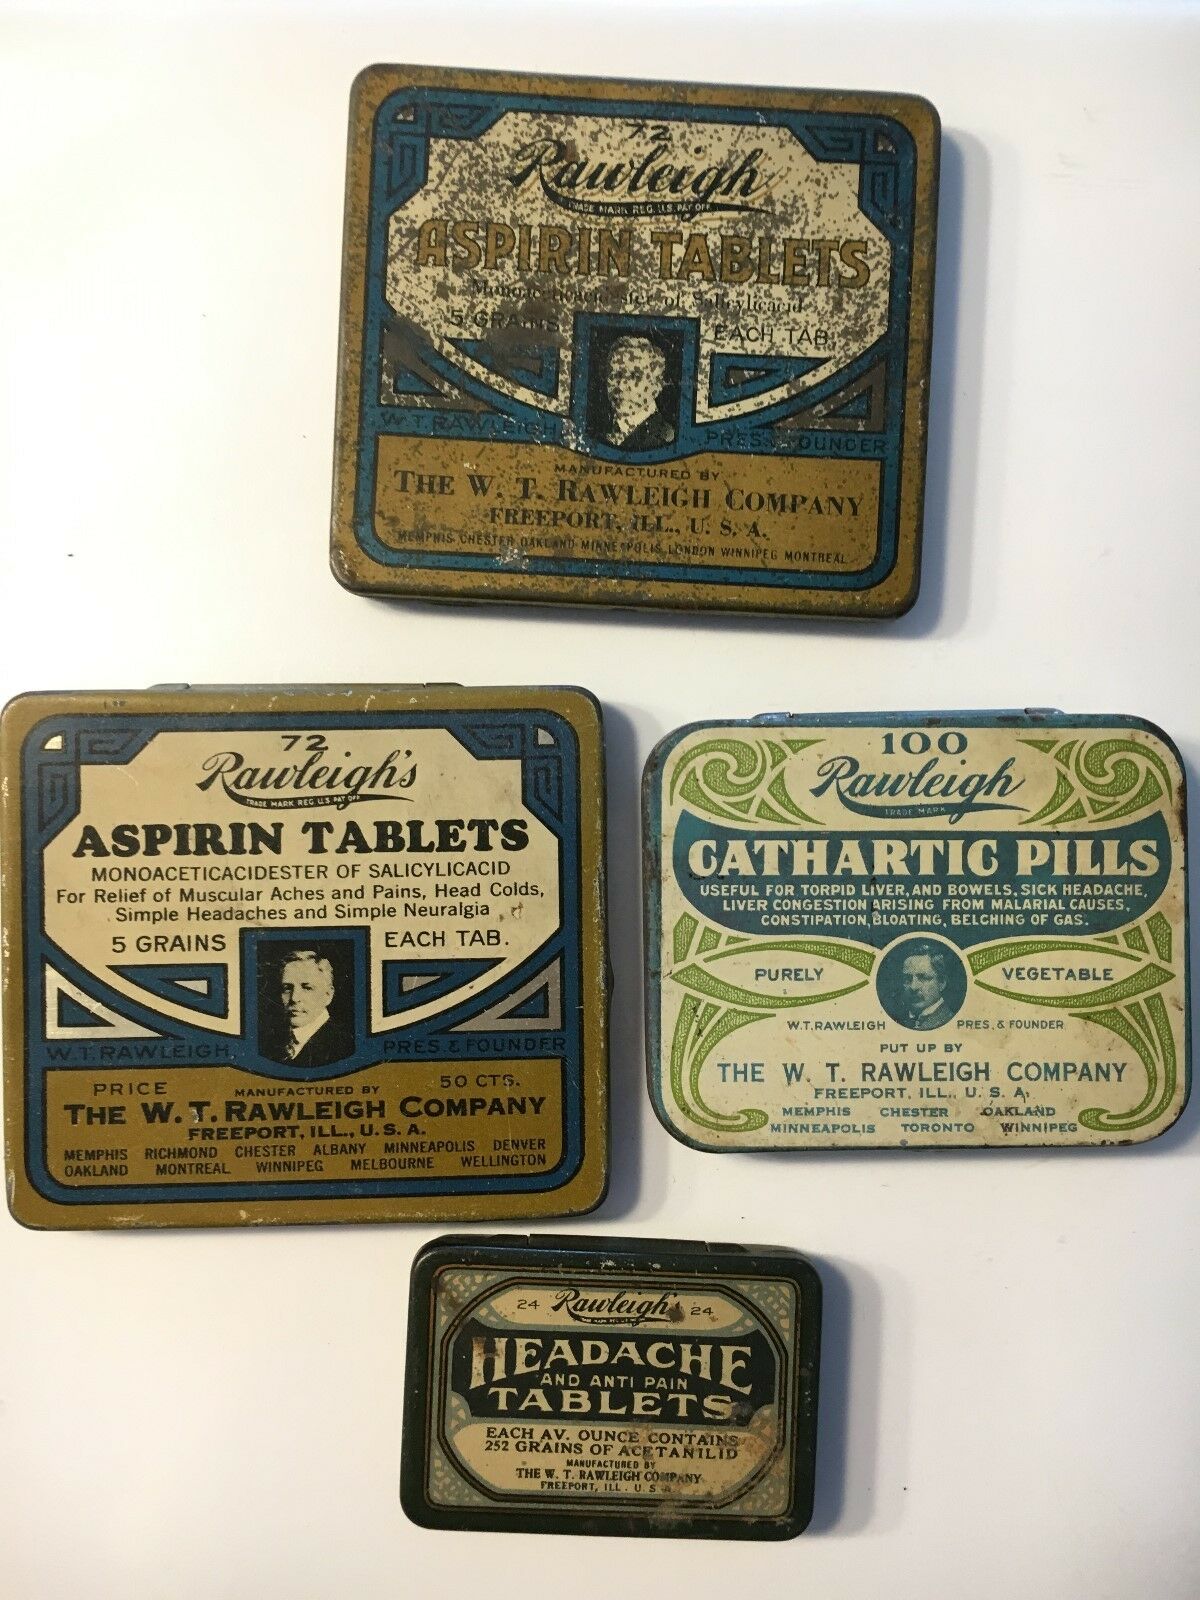 72
Rawleigh
TRADE MARK REG. U.S. PAT. OFF.
ASPIRIN TABLETS
Monoaceticacidester of Salicylicacid
5 GRAINS EACH TAB.
W. T. RAWLEIGH PRES. & FOUNDER
MANUFACTURED BY
THE W. T. RAWLEIGH COMPANY
FREEPORT, ILL., U. S. A.
MEMPHIS CHESTER OAKLAND MINNEAPOLIS LONDON WINNIPEG MONTREAL
72
Rawleigh's
TRADE MARK REG. U.S. PAT. OFF.
ASPIRIN TABLETS
MONOACETICACIDESTER OF SALICYLICACID
For Relief of Muscular Aches and Pains, Head Colds,
Simple Headaches and Simple Neuralgia
5 GRAINS EACH TAB.
W. T. RAWLEIGH PRES. & FOUNDER
PRICE MANUFACTURED BY 50 CTS.
THE W. T. RAWLEIGH COMPANY
FREEPORT, ILL., U. S. A.
MEMPHIS RICHMOND CHESTER ALBANY MINNEAPOLIS DENVER
OAKLAND MONTREAL WINNIPEG MELBOURNE WELLINGTON
100
Rawleigh
TRADE MARK
CATHARTIC PILLS
USEFUL FOR TORPID LIVER, AND BOWELS, SICK HEADACHE,
LIVER CONGESTION ARISING FROM MALARIAL CAUSES,
CONSTIPATION, BLOATING, BELCHING OF GAS.
PURELY VEGETABLE
W. T. RAWLEIGH PRES. & FOUNDER
PUT UP BY
THE W. T. RAWLEIGH COMPANY
FREEPORT, ILL., U. S. A.
MEMPHIS CHESTER OAKLAND
MINNEAPOLIS TORONTO WINNIPEG
24 Rawleigh's 24
HEADACHE
AND ANTI PAIN
TABLETS
EACH AV. OUNCE CONTAINS
252 GRAINS OF ACETANILID
MANUFACTURED BY
THE W. T. RAWLEIGH COMPANY
FREEPORT, ILL. U S A